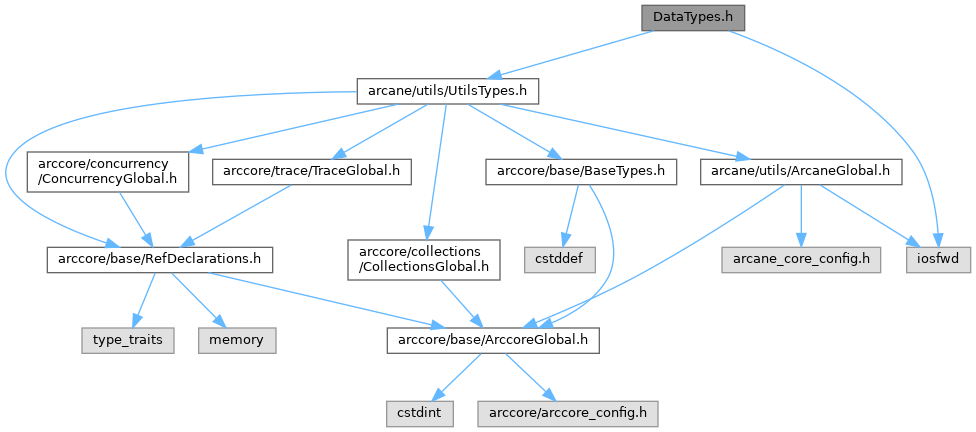 DataTypes.h
arcane/utils/UtilsTypes.h
arccore/concurrency
/ConcurrencyGlobal.h
arccore/trace/TraceGlobal.h
arccore/base/BaseTypes.h
arcane/utils/ArcaneGlobal.h
arccore/base/RefDeclarations.h
arccore/collections
/CollectionsGlobal.h
cstddef
arcane_core_config.h
iosfwd
type_traits
memory
arccore/base/ArccoreGlobal.h
cstdint
arccore/arccore_config.h